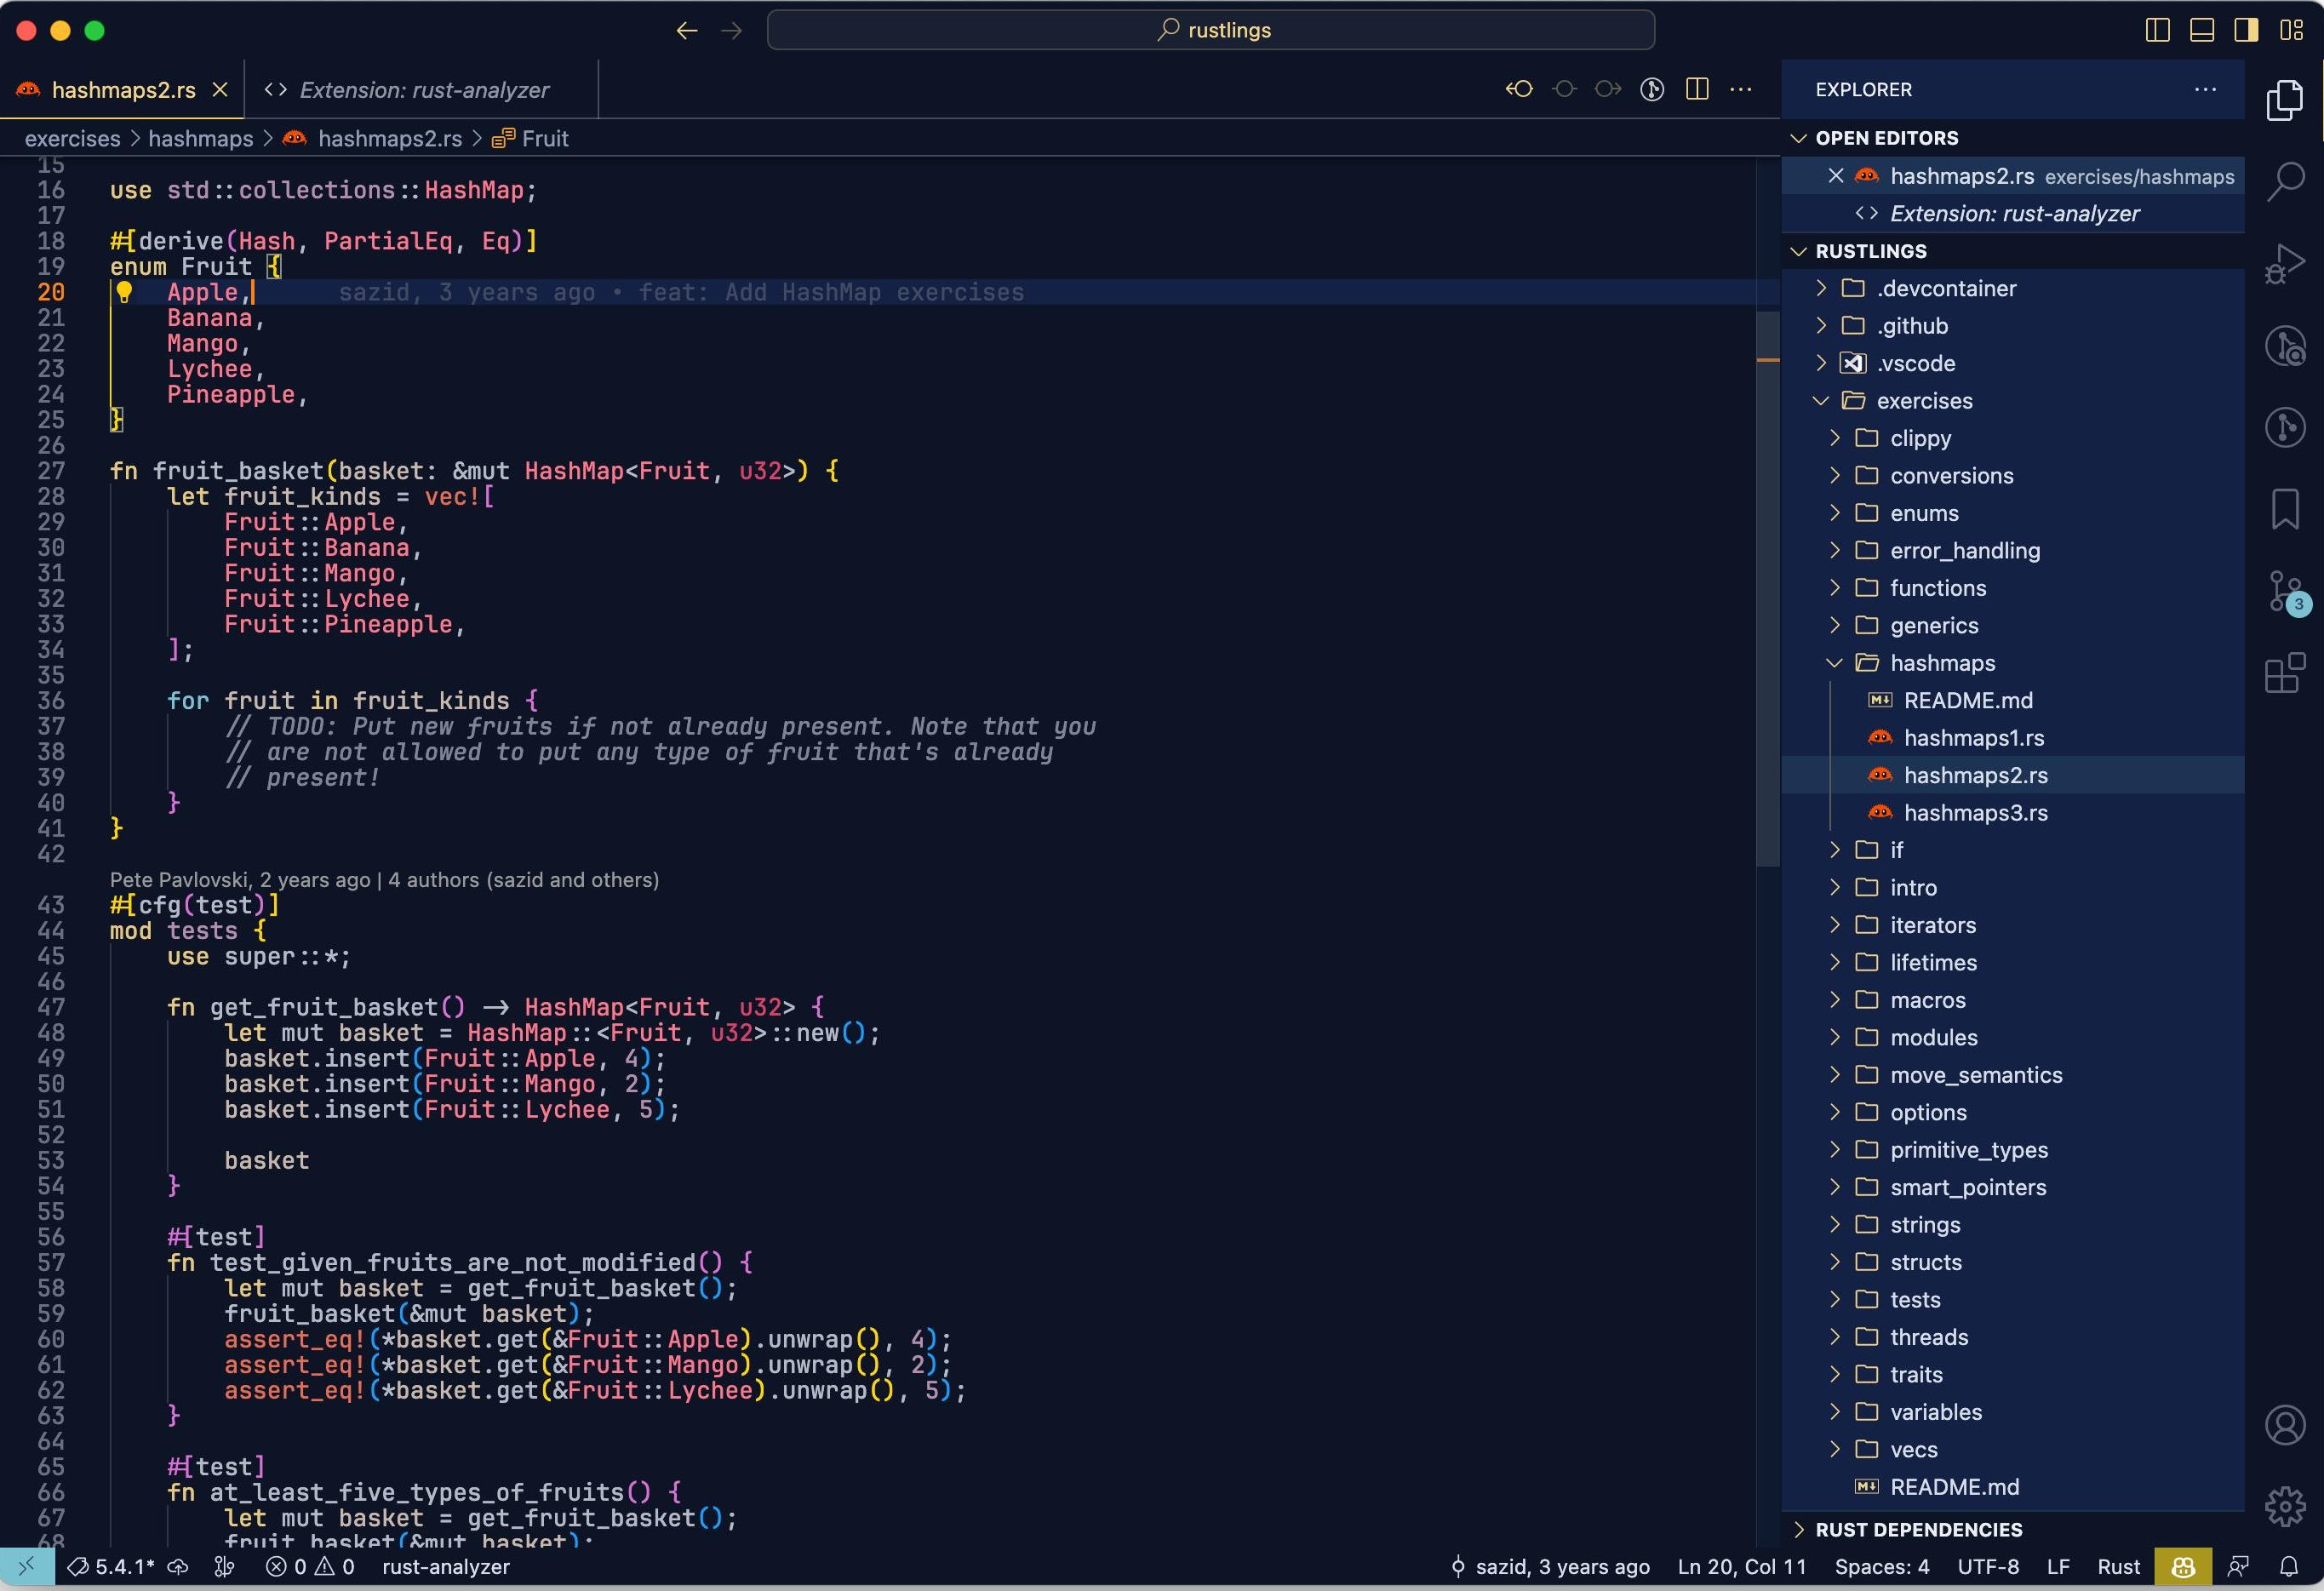 rustlings
hashmaps2.rs
Extension: rust-analyzer
exercises > hashmaps > hashmaps2.rs > Fruit
15
16 use std::collections::HashMap;
17
18 #[derive(Hash, PartialEq, Eq)]
19 enum Fruit {
20 Apple, sazid, 3 years ago • feat: Add HashMap exercises
21 Banana,
22 Mango,
23 Lychee,
24 Pineapple,
25 }
26
27 fn fruit_basket(basket: &mut HashMap<Fruit, u32>) {
28 let fruit_kinds = vec![
29 Fruit::Apple,
30 Fruit::Banana,
31 Fruit::Mango,
32 Fruit::Lychee,
33 Fruit::Pineapple,
34 ];
35
36 for fruit in fruit_kinds {
37 // TODO: Put new fruits if not already present. Note that you
38 // are not allowed to put any type of fruit that's already
39 // present!
40 }
41 }
42
Pete Pavlovski, 2 years ago | 4 authors (sazid and others)
43 #[cfg(test)]
44 mod tests {
45 use super::*;
46
47 fn get_fruit_basket() -> HashMap<Fruit, u32> {
48 let mut basket = HashMap::<Fruit, u32>::new();
49 basket.insert(Fruit::Apple, 4);
50 basket.insert(Fruit::Mango, 2);
51 basket.insert(Fruit::Lychee, 5);
52
53 basket
54 }
55
56 #[test]
57 fn test_given_fruits_are_not_modified() {
58 let mut basket = get_fruit_basket();
59 fruit_basket(&mut basket);
60 assert_eq!(*basket.get(&Fruit::Apple).unwrap(), 4);
61 assert_eq!(*basket.get(&Fruit::Mango).unwrap(), 2);
62 assert_eq!(*basket.get(&Fruit::Lychee).unwrap(), 5);
63 }
64
65 #[test]
66 fn at_least_five_types_of_fruits() {
67 let mut basket = get_fruit_basket();
68 fruit_basket(&mut basket);
EXPLORER
OPEN EDITORS
hashmaps2.rs exercises/hashmaps
Extension: rust-analyzer
RUSTLINGS
.devcontainer
.github
.vscode
exercises
clippy
conversions
enums
error_handling
functions
generics
hashmaps
README.md
hashmaps1.rs
hashmaps2.rs
hashmaps3.rs
if
intro
iterators
lifetimes
macros
modules
move_semantics
options
primitive_types
smart_pointers
strings
structs
tests
threads
traits
variables
vecs
README.md
RUST DEPENDENCIES
3
5.4.1* 0 0 rust-analyzer
sazid, 3 years ago Ln 20, Col 11 Spaces: 4 UTF-8 LF Rust